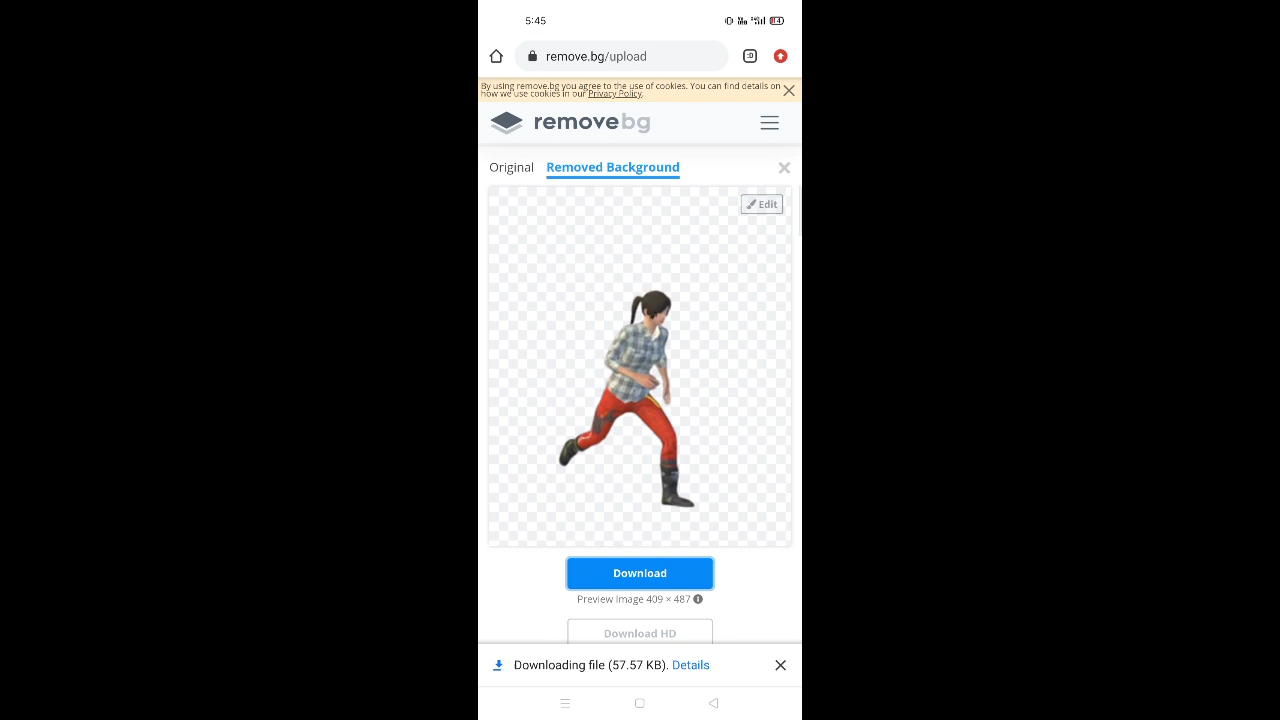 5:45
remove.bg/upload
By using remove.bg you agree to the use of cookies. You can find details on
how we use cookies in our Privacy Policy.
removebg
Original Removed Background
Edit
Download
Preview Image 409 × 487
Download HD
Downloading file (57.57 KB). Details